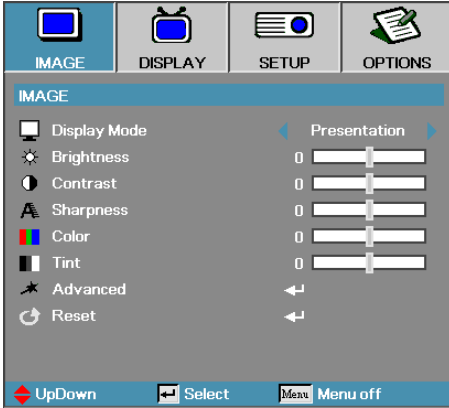 IMAGE DISPLAY SETUP OPTIONS
IMAGE
Display Mode Presentation
Brightness 0
Contrast 0
Sharpness 0
Color 0
Tint 0
Advanced
Reset
UpDown Select Menu Menu off